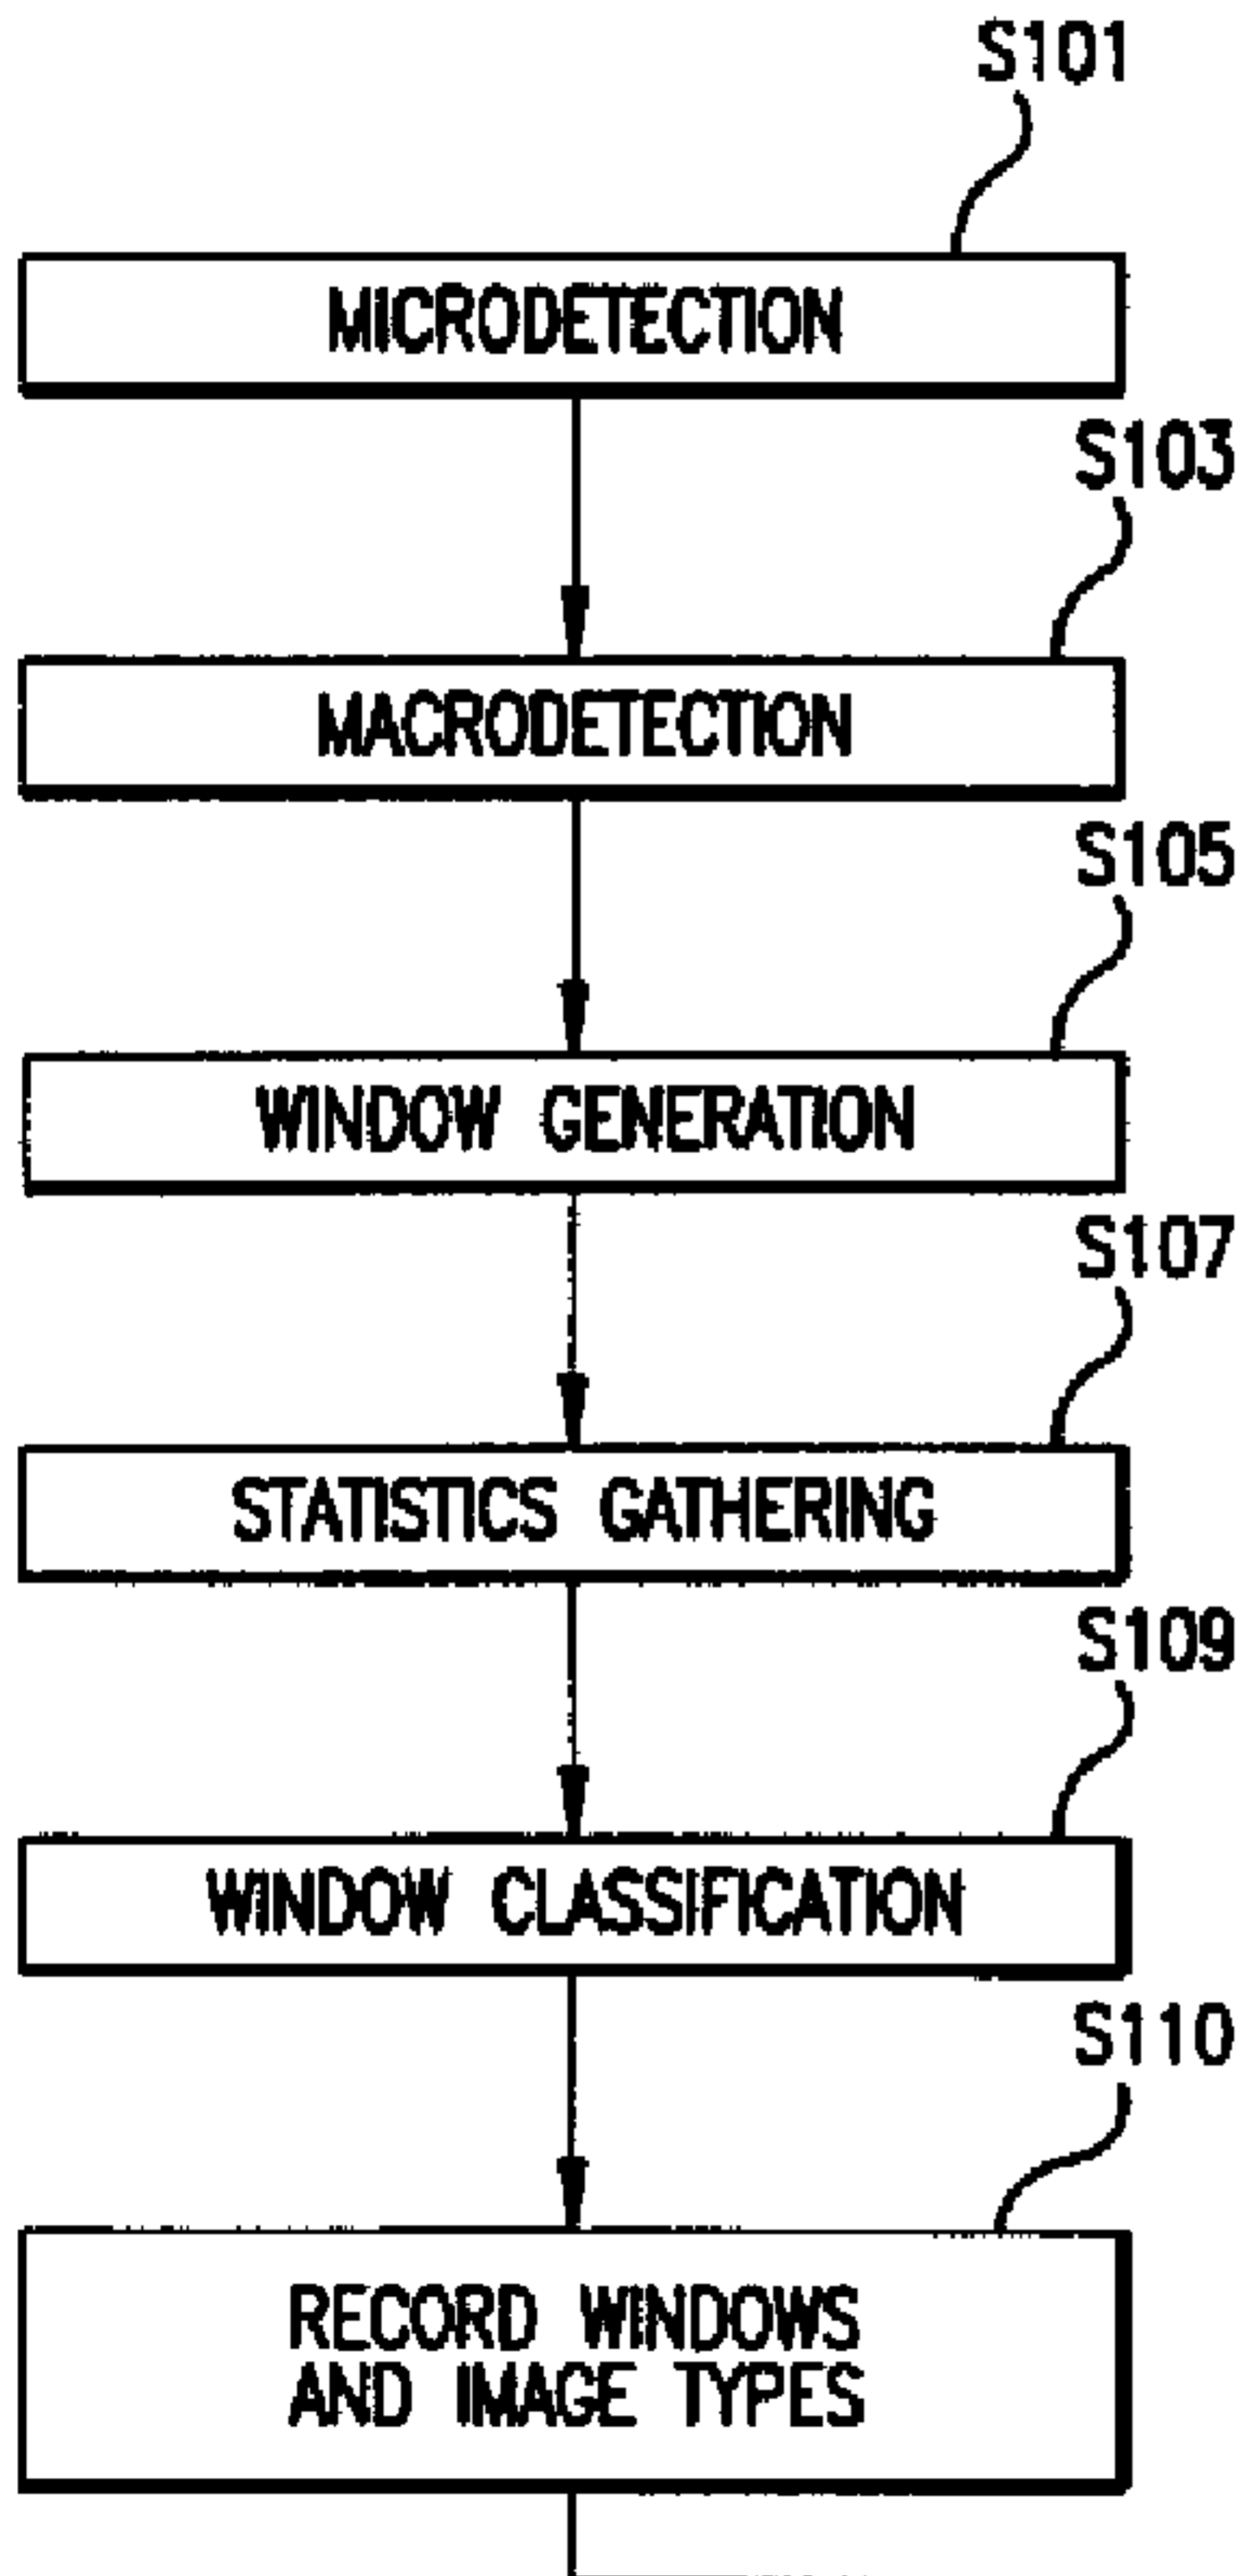 S101
MICRODETECTION
S103
MACRODETECTION
S105
WINDOW GENERATION
S107
STATISTICS GATHERING
S109
WINDOW CLASSIFICATION
S110
RECORD WINDOWS
AND IMAGE TYPES